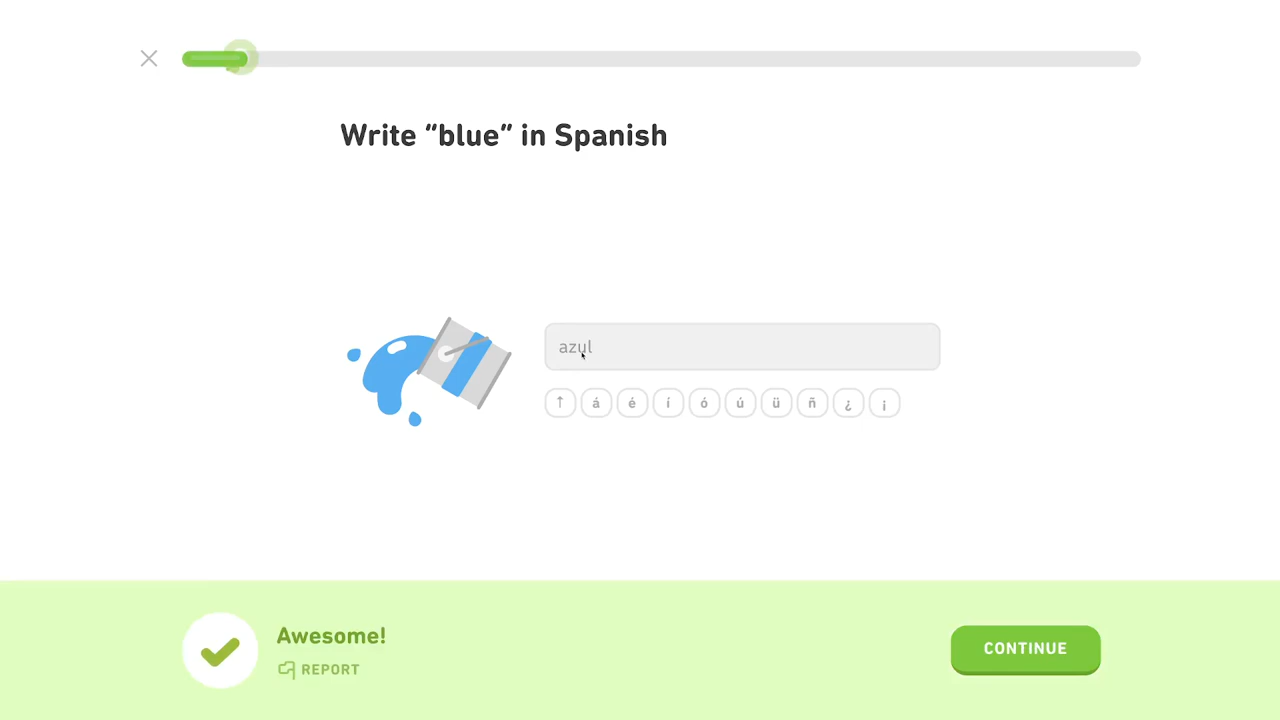 Write “blue” in Spanish
azul
↑ á é í ó ú ü ñ ¿ ¡
Awesome!
REPORT
CONTINUE